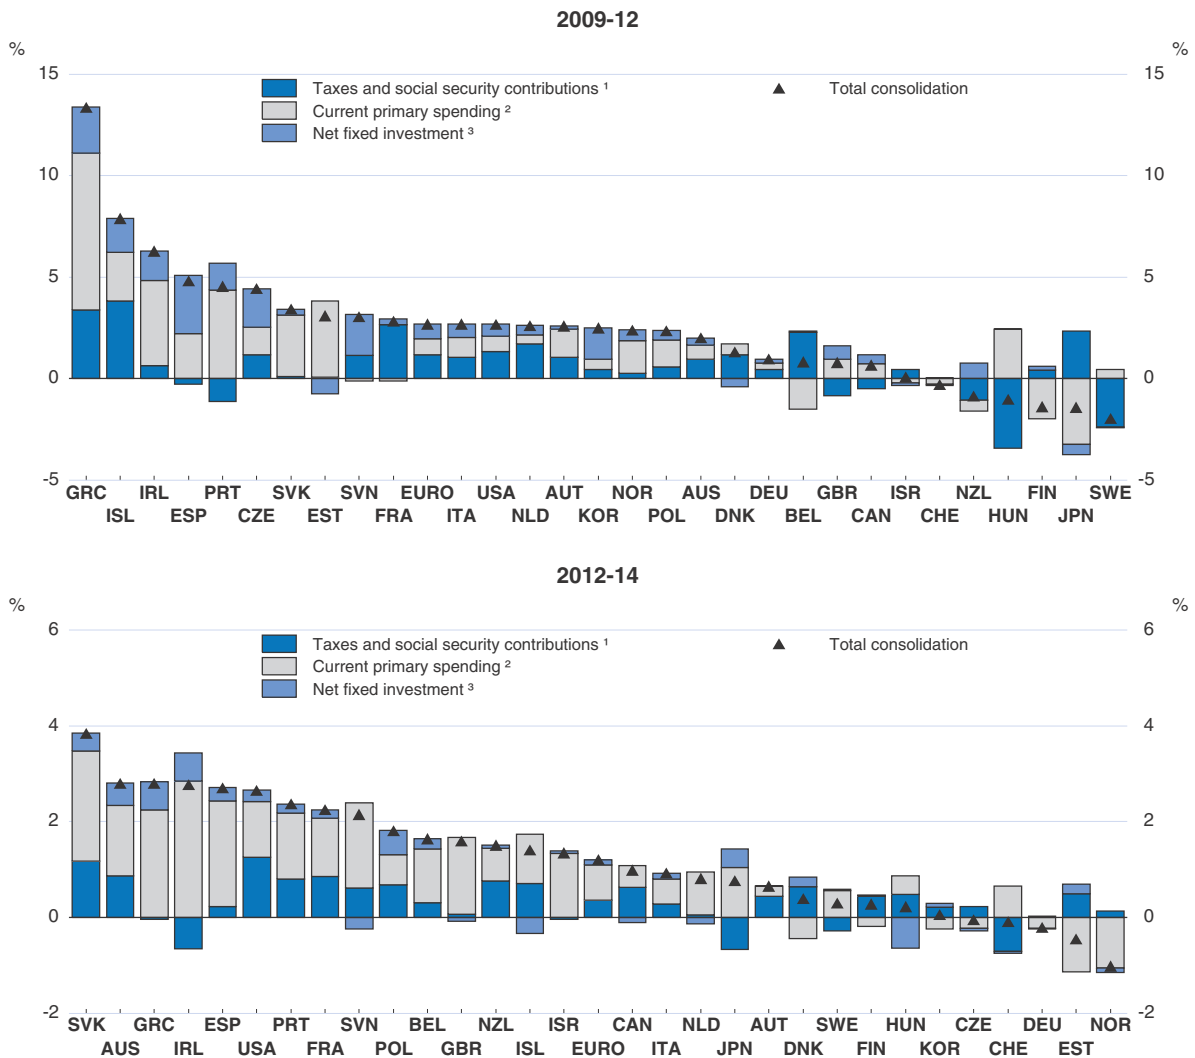 2009-12
% %
15 15
Taxes and social security contributions ¹ Total consolidation
Current primary spending ²
Net fixed investment ³
10 10
5 5
0 0
-5 -5
GRC IRL PRT SVK SVN EURO USA AUT NOR AUS DEU GBR ISR NZL FIN SWE
ISL ESP CZE EST FRA ITA NLD KOR POL DNK BEL CAN CHE HUN JPN
2012-14
% %
6 6
Taxes and social security contributions ¹ Total consolidation
Current primary spending ²
Net fixed investment ³
4 4
2 2
0 0
-2 -2
SVK GRC ESP PRT SVN BEL NZL ISR CAN NLD AUT SWE HUN CZE DEU NOR
AUS IRL USA FRA POL GBR ISL EURO ITA JPN DNK FIN KOR CHE EST